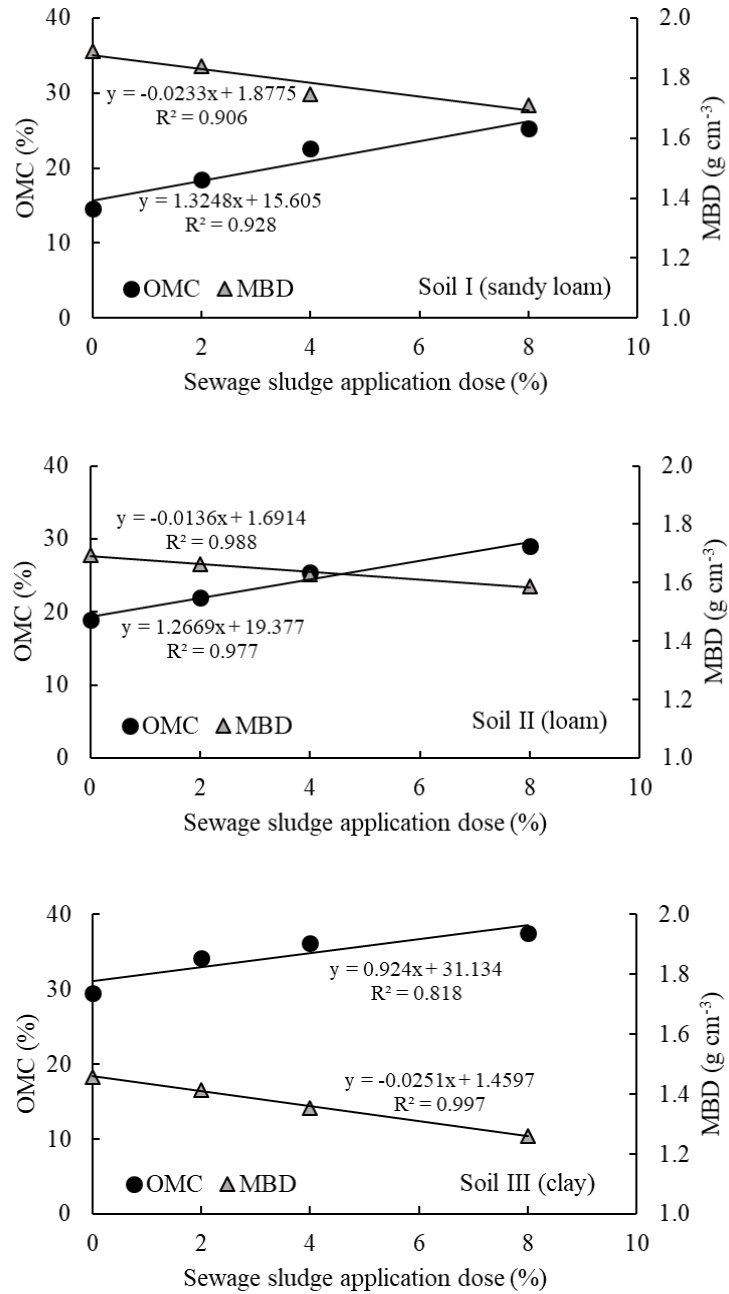 40
30
20
10
0
OMC (%)
2.0
1.8
1.6
1.4
1.2
1.0
MBD (g cm-3)
y = -0.0233x + 1.8775
R² = 0.906
y = 1.3248x + 15.605
R² = 0.928
OMC MBD Soil I (sandy loam)
0 2 4 6 8 10
Sewage sludge application dose (%)
40
30
20
10
0
OMC (%)
2.0
1.8
1.6
1.4
1.2
1.0
MBD (g cm-3)
y = -0.0136x + 1.6914
R² = 0.988
y = 1.2669x + 19.377
R² = 0.977
OMC MBD Soil II (loam)
0 2 4 6 8 10
Sewage sludge application dose (%)
40
30
20
10
0
OMC (%)
2.0
1.8
1.6
1.4
1.2
1.0
MBD (g cm-3)
y = 0.924x + 31.134
R² = 0.818
y = -0.0251x + 1.4597
R² = 0.997
OMC MBD Soil III (clay)
0 2 4 6 8 10
Sewage sludge application dose (%)